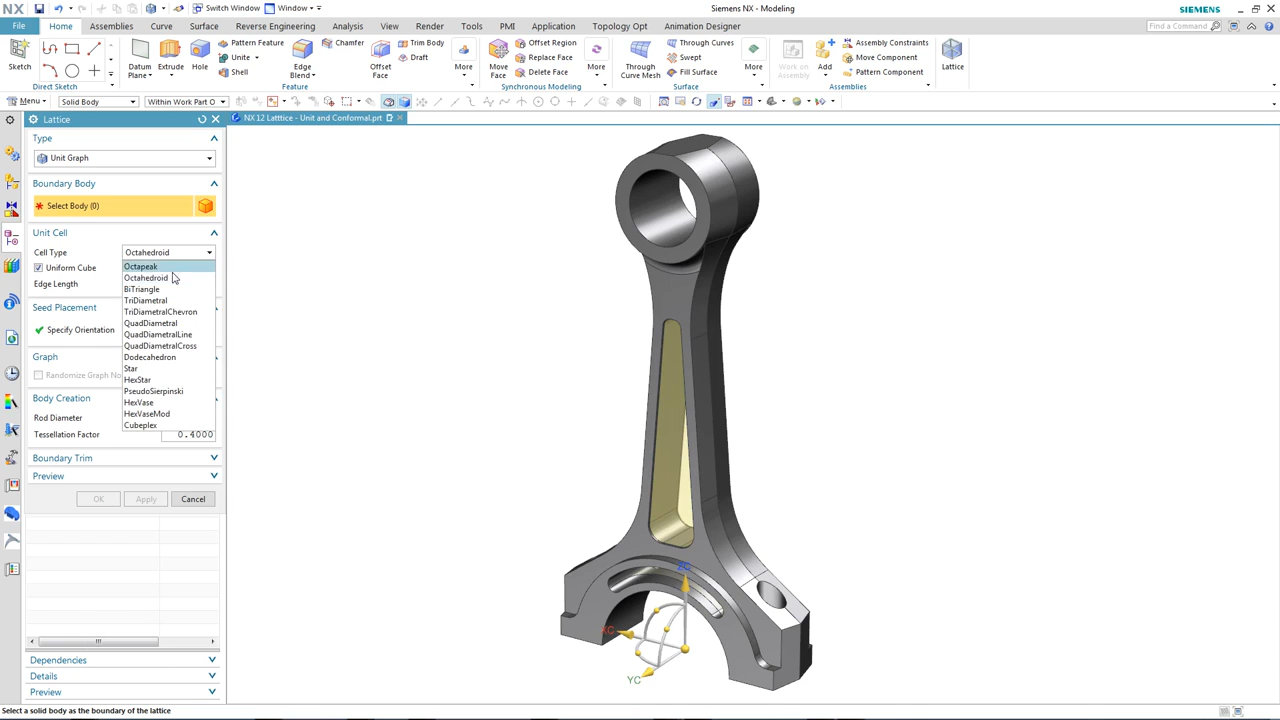 NX
Switch Window
Window
Siemens NX - Modeling
SIEMENS
File
Home
Assemblies
Curve
Surface
Reverse Engineering
Analysis
View
Render
Tools
PMI
Application
Topology Opt
Animation Designer
Find a Command
Sketch
Direct Sketch
Datum Plane
Extrude
Hole
Pattern Feature
Unite
Shell
Edge Blend
Chamfer
Offset Face
Trim Body
Draft
More
Feature
Move Face
Offset Region
Replace Face
Delete Face
More
Synchronous Modeling
Through Curve Mesh
Through Curves
Swept
Fill Surface
More
Surface
Work on Assembly
Add
Assembly Constraints
Move Component
Pattern Component
Assemblies
Lattice
Menu
Solid Body
Within Work Part O
Lattice
NX 12 Latttice - Unit and Conformal.prt
Type
Unit Graph
Boundary Body
* Select Body (0)
Unit Cell
Cell Type
Octahedroid
Uniform Cube
Edge Length
Octapeak
Octahedroid
BiTriangle
TriDiametral
TriDiametralChevron
QuadDiametral
QuadDiametralLine
QuadDiametralCross
Dodecahedron
Star
HexStar
PseudoSierpinski
HexVase
HexVaseMod
Cubeplex
Seed Placement
Specify Orientation
Graph
Randomize Graph No
Body Creation
Rod Diameter
Tessellation Factor
0.4000
Boundary Trim
Preview
OK
Apply
Cancel
ZC
XC
YC
Dependencies
Details
Preview
Select a solid body as the boundary of the lattice